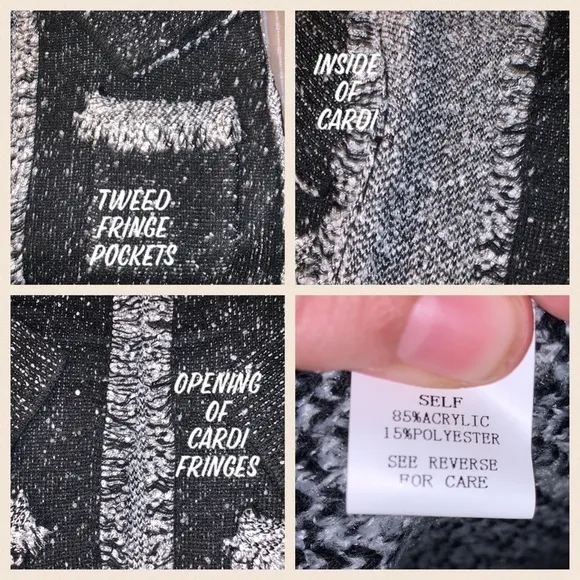 TWEED
FRINGE
POCKETS
INSIDE
OF
CARDI
OPENING
OF
CARDI
FRINGES
SELF
85%ACRYLIC
15%POLYESTER
SEE REVERSE
FOR CARE